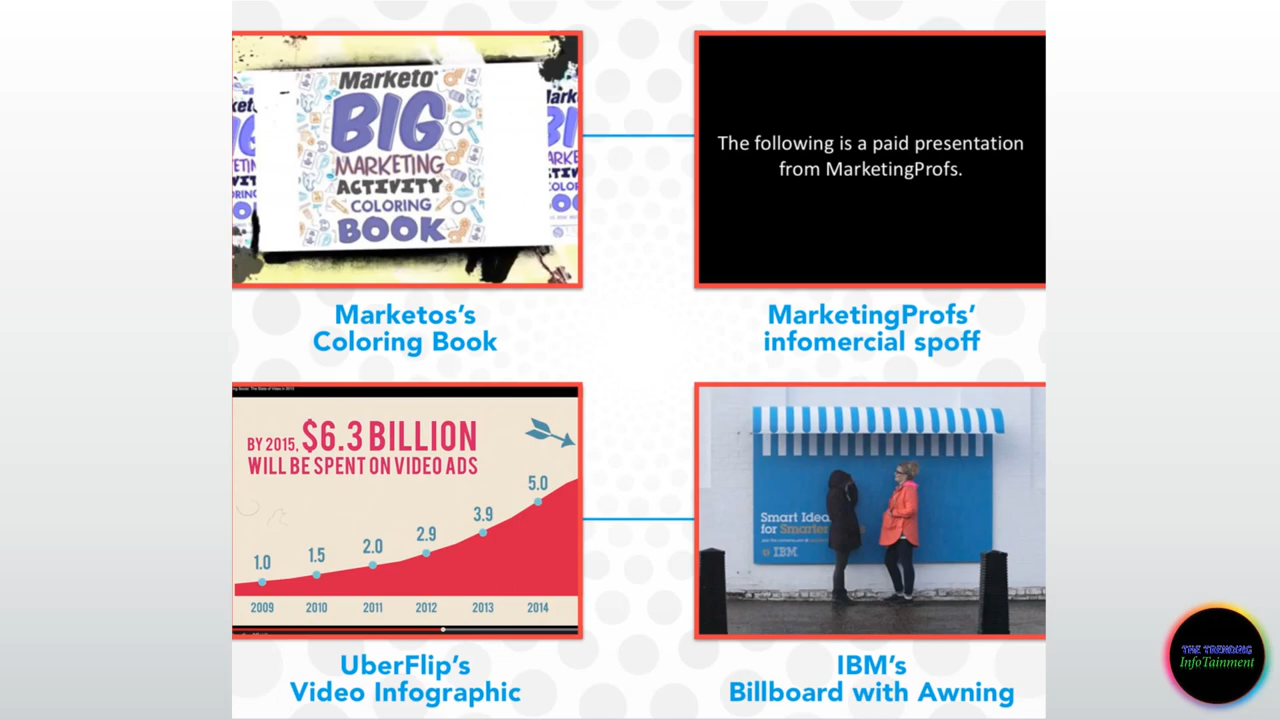 Marketo
BIG
MARKETING
ACTIVITY
COLORING
BOOK
The following is a paid presentation
from MarketingProfs.
Marketos's
Coloring Book
MarketingProfs'
infomercial spoff
BY 2015, $6.3 BILLION
WILL BE SPENT ON VIDEO ADS
1.0
1.5
2.0
2.9
3.9
5.0
2009
2010
2011
2012
2013
2014
Smart Idea
for Smarter
IBM
UberFlip's
Video Infographic
IBM's
Billboard with Awning
THE TRENDING
InfoTainment